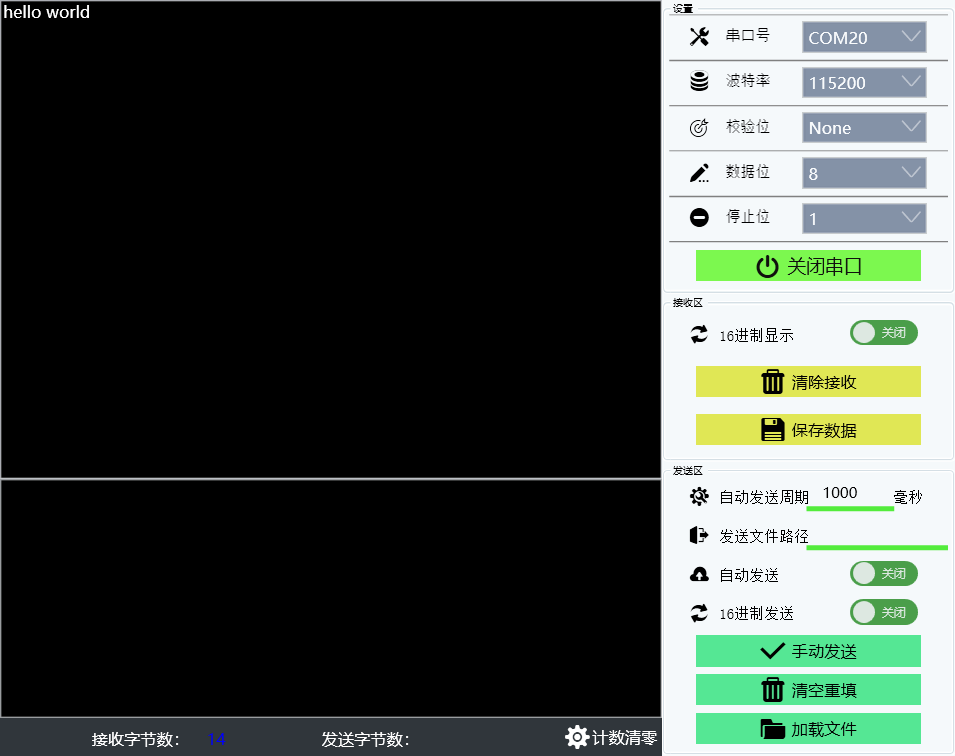 hello world
设置
串口号 COM20
波特率 115200
校验位 None
数据位 8
停止位 1
关闭串口
接收区
16进制显示 关闭
清除接收
保存数据
发送区
自动发送周期 1000 毫秒
发送文件路径
自动发送 关闭
16进制发送 关闭
手动发送
清空重填
加载文件
接收字节数: 14 发送字节数: 计数清零